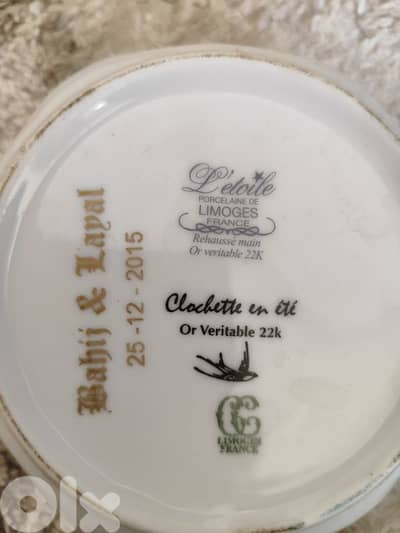 Bahij & Layal
25-12-2015
L'etoile
PORCELAINE DE
LIMOGES
FRANCE
Rehaussé main
Or veritable 22K
Clochette en été
Or Veritable 22k
LIMOGES
FRANCE
olx